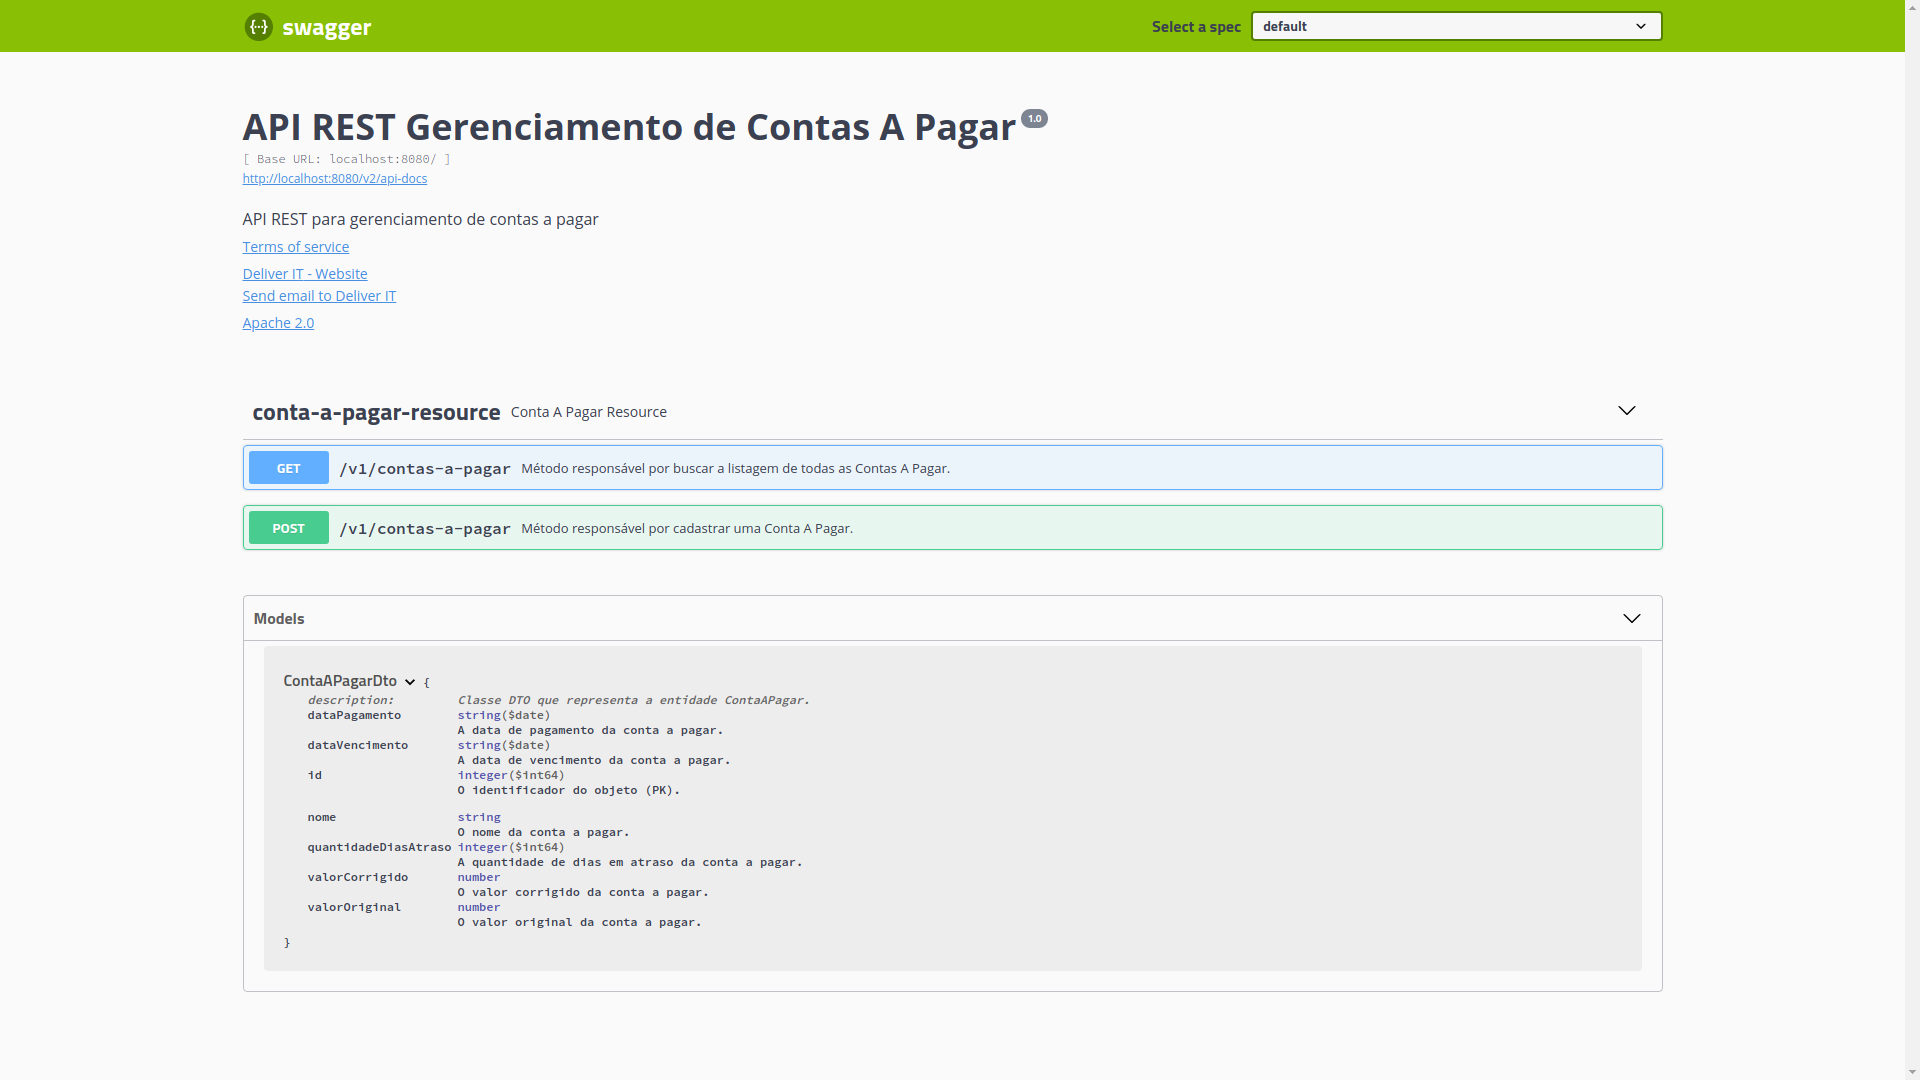 swagger
Select a spec
default
API REST Gerenciamento de Contas A Pagar 1.0
[ Base URL: localhost:8080/ ]
http://localhost:8080/v2/api-docs
API REST para gerenciamento de contas a pagar
Terms of service
Deliver IT - Website
Send email to Deliver IT
Apache 2.0
conta-a-pagar-resource Conta A Pagar Resource
GET /v1/contas-a-pagar Método responsável por buscar a listagem de todas as Contas A Pagar.
POST /v1/contas-a-pagar Método responsável por cadastrar uma Conta A Pagar.
Models
ContaAPagarDto {
description: Classe DTO que representa a entidade ContaAPagar.
dataPagamento string($date)
A data de pagamento da conta a pagar.
dataVencimento string($date)
A data de vencimento da conta a pagar.
id integer($int64)
O identificador do objeto (PK).
nome string
O nome da conta a pagar.
quantidadeDiasAtraso integer($int64)
A quantidade de dias em atraso da conta a pagar.
valorCorrigido number
O valor corrigido da conta a pagar.
valorOriginal number
O valor original da conta a pagar.
}